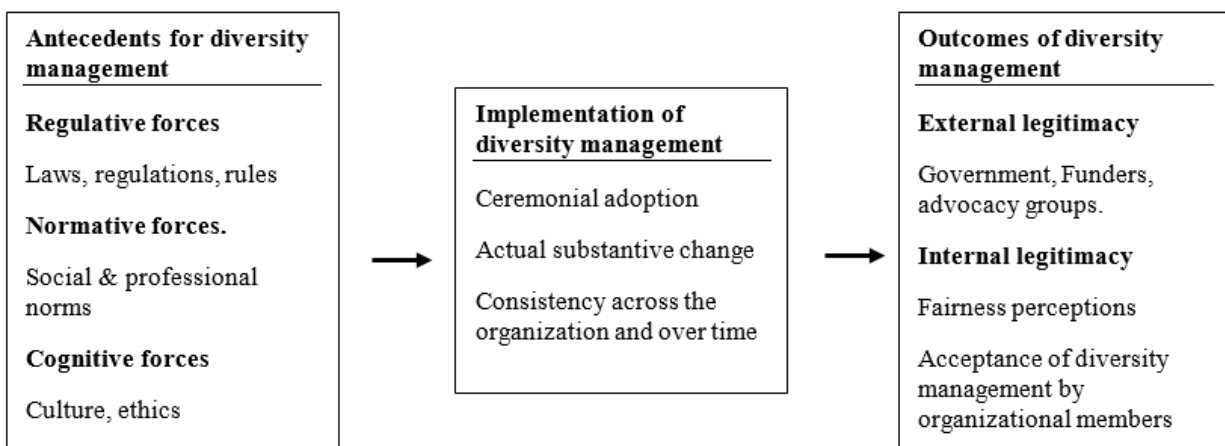 Antecedents for diversity
management
Regulative forces
Laws, regulations, rules
Normative forces.
Social & professional
norms
Cognitive forces
Culture, ethics
Implementation of
diversity management
Ceremonial adoption
Actual substantive change
Consistency across the
organization and over time
Outcomes of diversity
management
External legitimacy
Government, Funders,
advocacy groups.
Internal legitimacy
Fairness perceptions
Acceptance of diversity
management by
organizational members